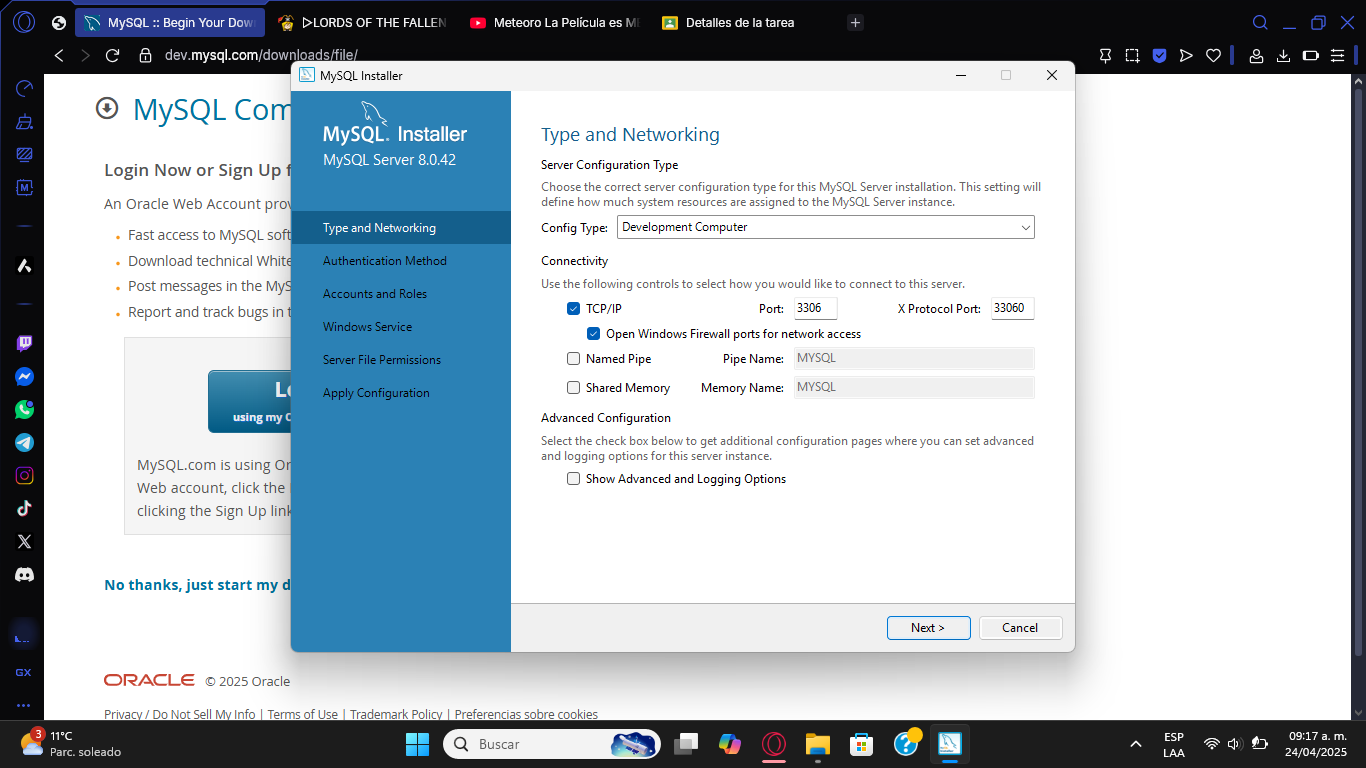 MySQL :: Begin Your Dow
▷LORDS OF THE FALLEN
Meteoro La Película es M
Detalles de la tarea
dev.mysql.com/downloads/file/
MySQL Com
Login Now or Sign Up f
An Oracle Web Account prov
Fast access to MySQL soft
Download technical White
Post messages in the MyS
Report and track bugs in t
Lo
using my O
MySQL.com is using Or
Web account, click the
clicking the Sign Up link
No thanks, just start my d
ORACLE © 2025 Oracle
Privacy / Do Not Sell My Info | Terms of Use | Trademark Policy | Preferencias sobre cookies
MySQL Installer
MySQL. Installer
MySQL Server 8.0.42
Type and Networking
Authentication Method
Accounts and Roles
Windows Service
Server File Permissions
Apply Configuration
Type and Networking
Server Configuration Type
Choose the correct server configuration type for this MySQL Server installation. This setting will
define how much system resources are assigned to the MySQL Server instance.
Config Type: Development Computer
Connectivity
Use the following controls to select how you would like to connect to this server.
TCP/IP Port: 3306 X Protocol Port: 33060
Open Windows Firewall ports for network access
Named Pipe Pipe Name: MYSQL
Shared Memory Memory Name: MYSQL
Advanced Configuration
Select the check box below to get additional configuration pages where you can set advanced
and logging options for this server instance.
Show Advanced and Logging Options
Next >
Cancel
GX
3
11°C
Parc. soleado
Buscar
ESP
LAA
09:17 a. m.
24/04/2025